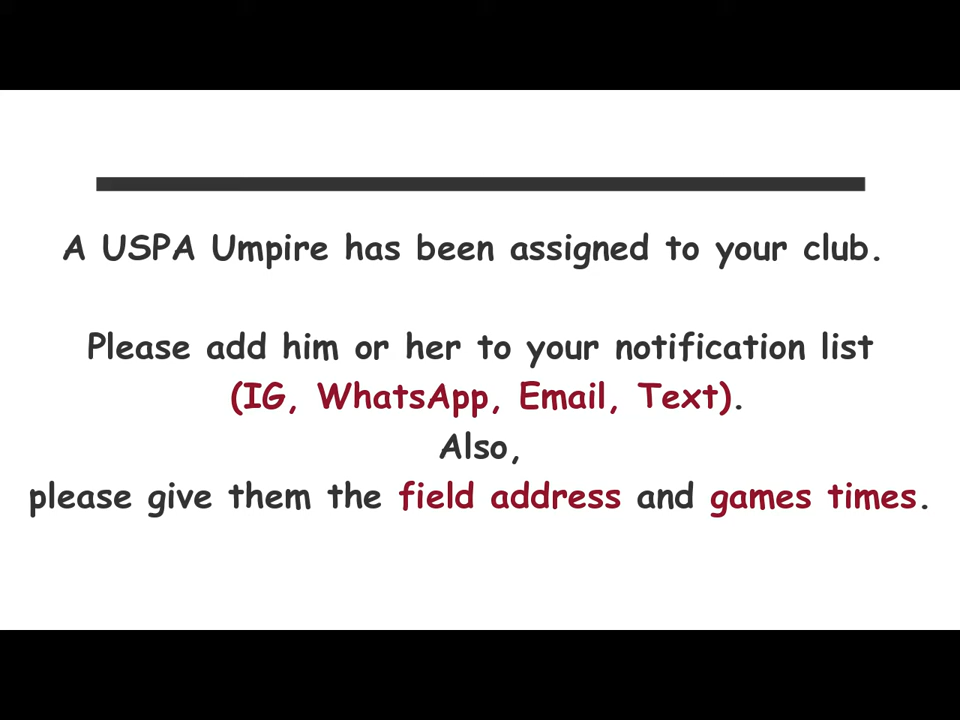 A USPA Umpire has been assigned to your club.
Please add him or her to your notification list
(IG, WhatsApp, Email, Text).
Also,
please give them the field address and games times.